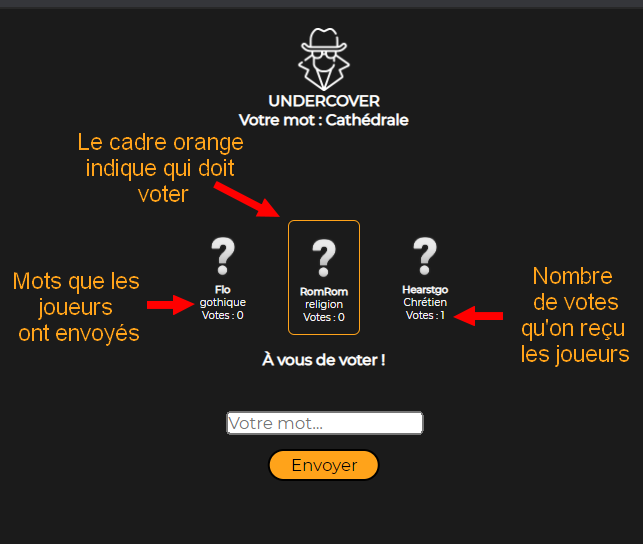 UNDERCOVER
Votre mot : Cathédrale
Le cadre orange
indique qui doit
voter
Mots que les
joueurs
ont envoyés
?
Flo
gothique
Votes : 0
?
RomRom
religion
Votes : 0
?
Hearstgo
Chrétien
Votes : 1
Nombre
de votes
qu'on reçu
les joueurs
À vous de voter !
Votre mot...
Envoyer